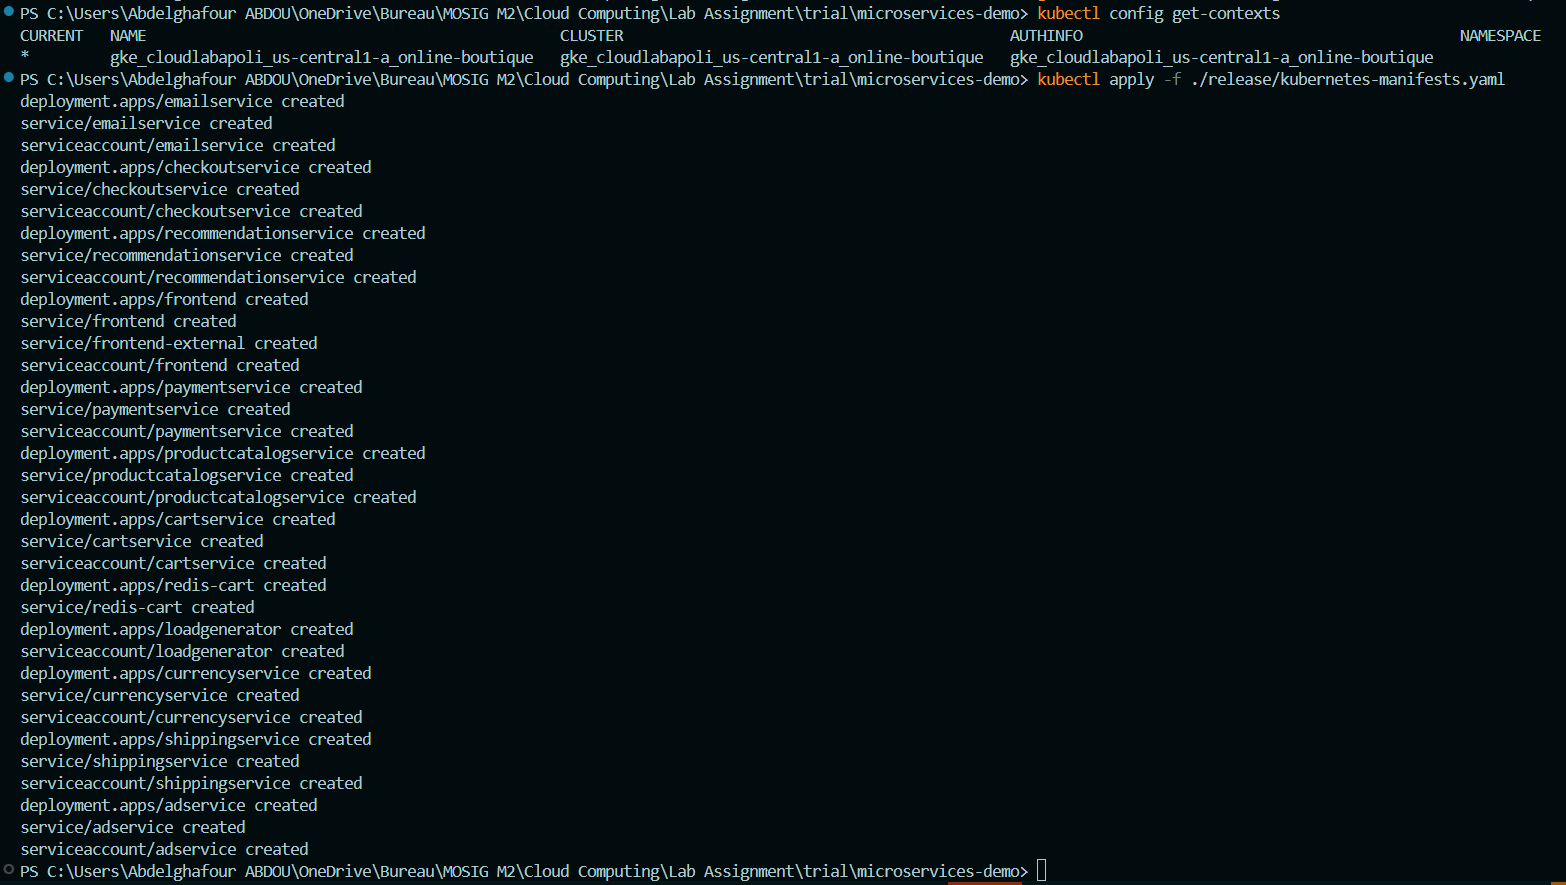 PS C:\Users\Abdelghafour ABDOU\OneDrive\Bureau\MOSIG M2\Cloud Computing\Lab Assignment\trial\microservices-demo> kubectl config get-contexts
CURRENT   NAME                                              CLUSTER                                           AUTHINFO                                          NAMESPACE
*         gke_cloudlabapoli_us-central1-a_online-boutique   gke_cloudlabapoli_us-central1-a_online-boutique   gke_cloudlabapoli_us-central1-a_online-boutique
PS C:\Users\Abdelghafour ABDOU\OneDrive\Bureau\MOSIG M2\Cloud Computing\Lab Assignment\trial\microservices-demo> kubectl apply -f ./release/kubernetes-manifests.yaml
deployment.apps/emailservice created
service/emailservice created
serviceaccount/emailservice created
deployment.apps/checkoutservice created
service/checkoutservice created
serviceaccount/checkoutservice created
deployment.apps/recommendationservice created
service/recommendationservice created
serviceaccount/recommendationservice created
deployment.apps/frontend created
service/frontend created
service/frontend-external created
serviceaccount/frontend created
deployment.apps/paymentservice created
service/paymentservice created
serviceaccount/paymentservice created
deployment.apps/productcatalogservice created
service/productcatalogservice created
serviceaccount/productcatalogservice created
deployment.apps/cartservice created
service/cartservice created
serviceaccount/cartservice created
deployment.apps/redis-cart created
service/redis-cart created
deployment.apps/loadgenerator created
serviceaccount/loadgenerator created
deployment.apps/currencyservice created
service/currencyservice created
serviceaccount/currencyservice created
deployment.apps/shippingservice created
service/shippingservice created
serviceaccount/shippingservice created
deployment.apps/adservice created
service/adservice created
serviceaccount/adservice created
PS C:\Users\Abdelghafour ABDOU\OneDrive\Bureau\MOSIG M2\Cloud Computing\Lab Assignment\trial\microservices-demo>